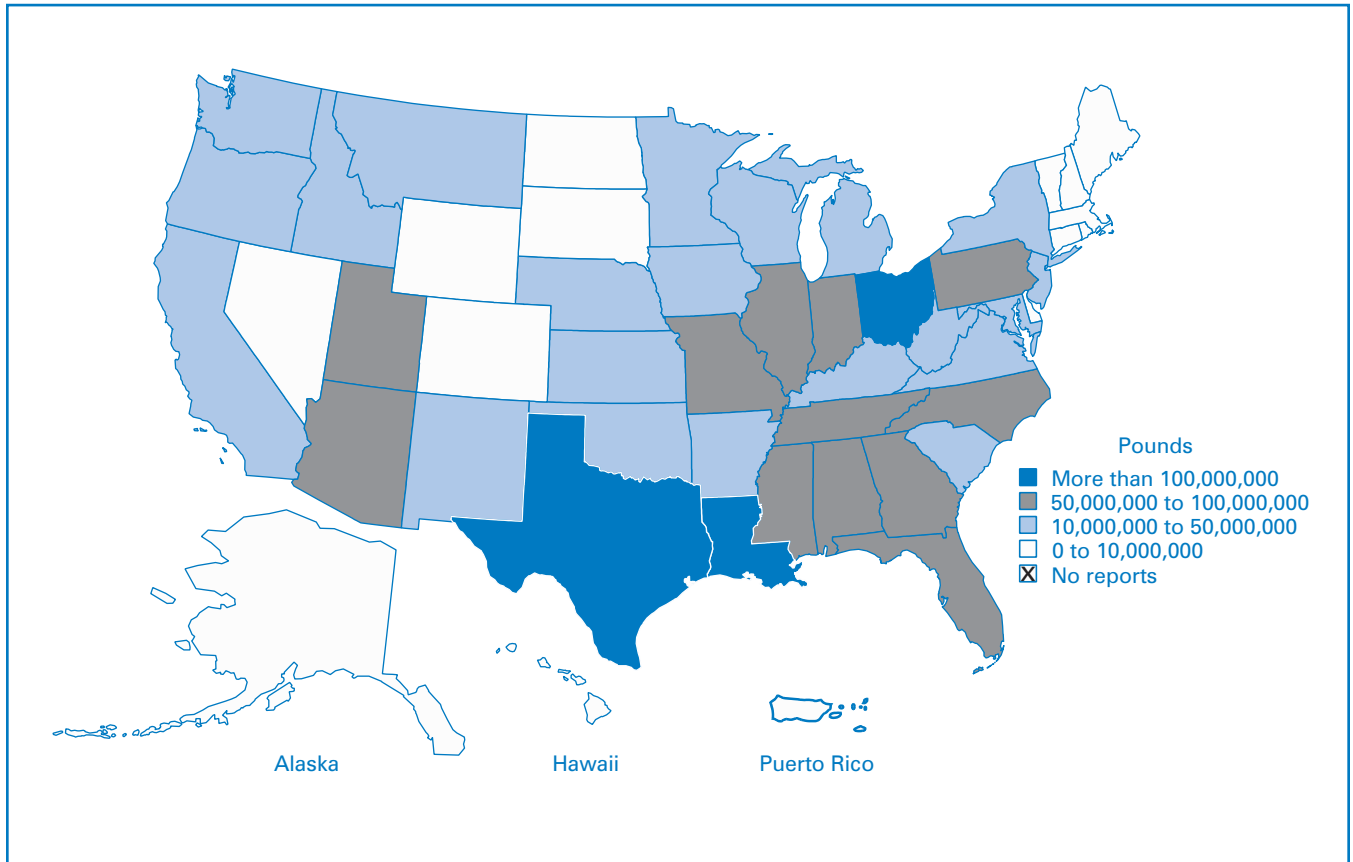 Pounds
More than 100,000,000
50,000,000 to 100,000,000
10,000,000 to 50,000,000
0 to 10,000,000
X No reports
Alaska
Hawaii
Puerto Rico